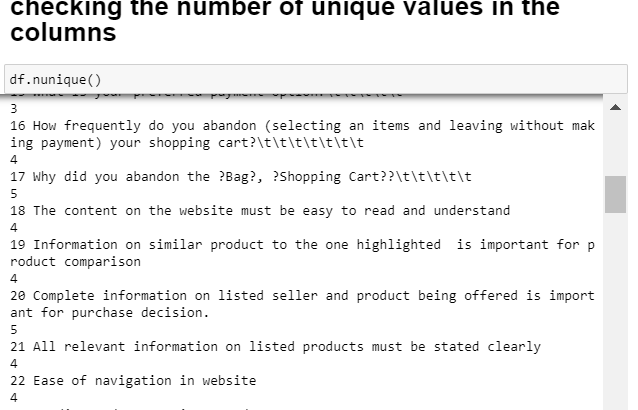 checking the number of unique values in the
columns
df.nunique()
3
16 How frequently do you abandon (selecting an items and leaving without mak
ing payment) your shopping cart?\t\t\t\t\t\t\t
4
17 Why did you abandon the ?Bag?, ?Shopping Cart??\t\t\t\t\t
5
18 The content on the website must be easy to read and understand
4
19 Information on similar product to the one highlighted  is important for p
roduct comparison
4
20 Complete information on listed seller and product being offered is import
ant for purchase decision.
5
21 All relevant information on listed products must be stated clearly
4
22 Ease of navigation in website
4